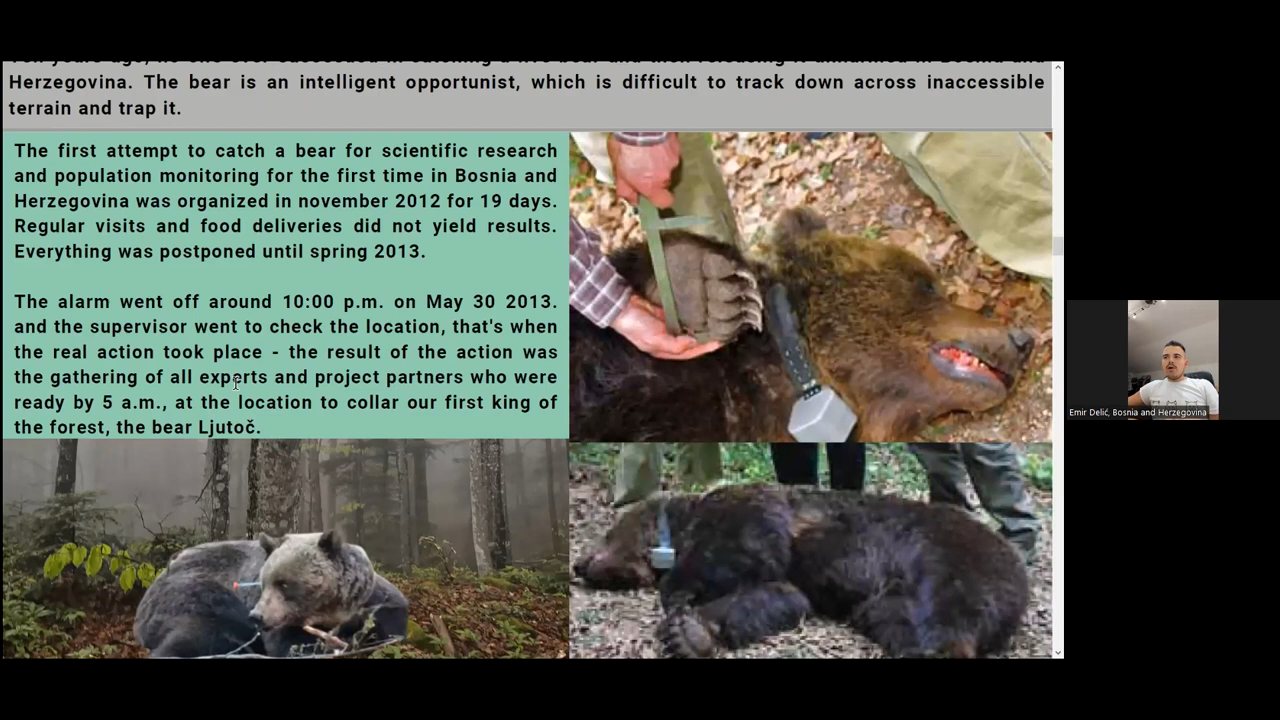 Herzegovina. The bear is an intelligent opportunist, which is difficult to track down across inaccessible
terrain and trap it.
The first attempt to catch a bear for scientific research
and population monitoring for the first time in Bosnia and
Herzegovina was organized in november 2012 for 19 days.
Regular visits and food deliveries did not yield results.
Everything was postponed until spring 2013.
The alarm went off around 10:00 p.m. on May 30 2013.
and the supervisor went to check the location, that's when
the real action took place - the result of the action was
the gathering of all experts and project partners who were
ready by 5 a.m., at the location to collar our first king of
the forest, the bear Ljutoč.
Emir Delić, Bosnia and Herzegovina